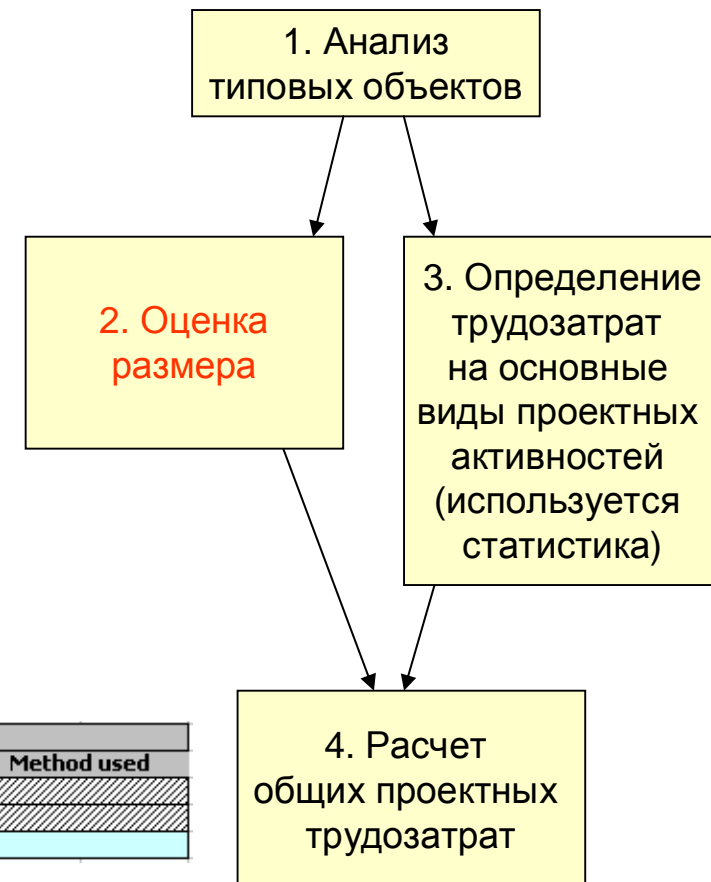 1. Анализ
типовых объектов
2. Оценка
размера
3. Определение
трудозатрат
на основные
виды проектных
активностей
(используется
статистика)
Method used
4. Расчет
общих проектных
трудозатрат